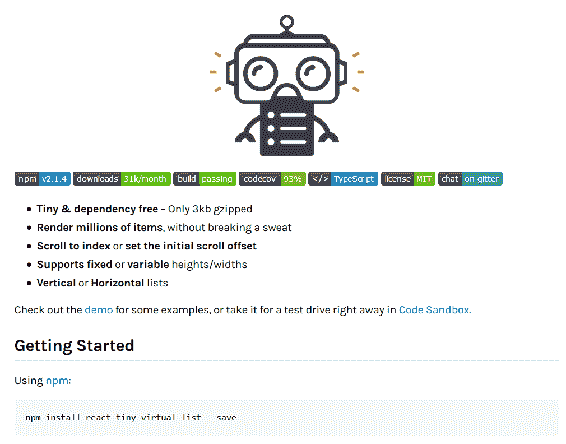 npm v2.1.4 downloads 31k/month build passing codecov 93% </> TypeScript license MIT chat on gitter
Tiny & dependency free – Only 3kb gzipped
Render millions of items, without breaking a sweat
Scroll to index or set the initial scroll offset
Supports fixed or variable heights/widths
Vertical or Horizontal lists
Check out the demo for some examples, or take it for a test drive right away in Code Sandbox.
Getting Started
Using npm:
npm install react-tiny-virtual-list --save